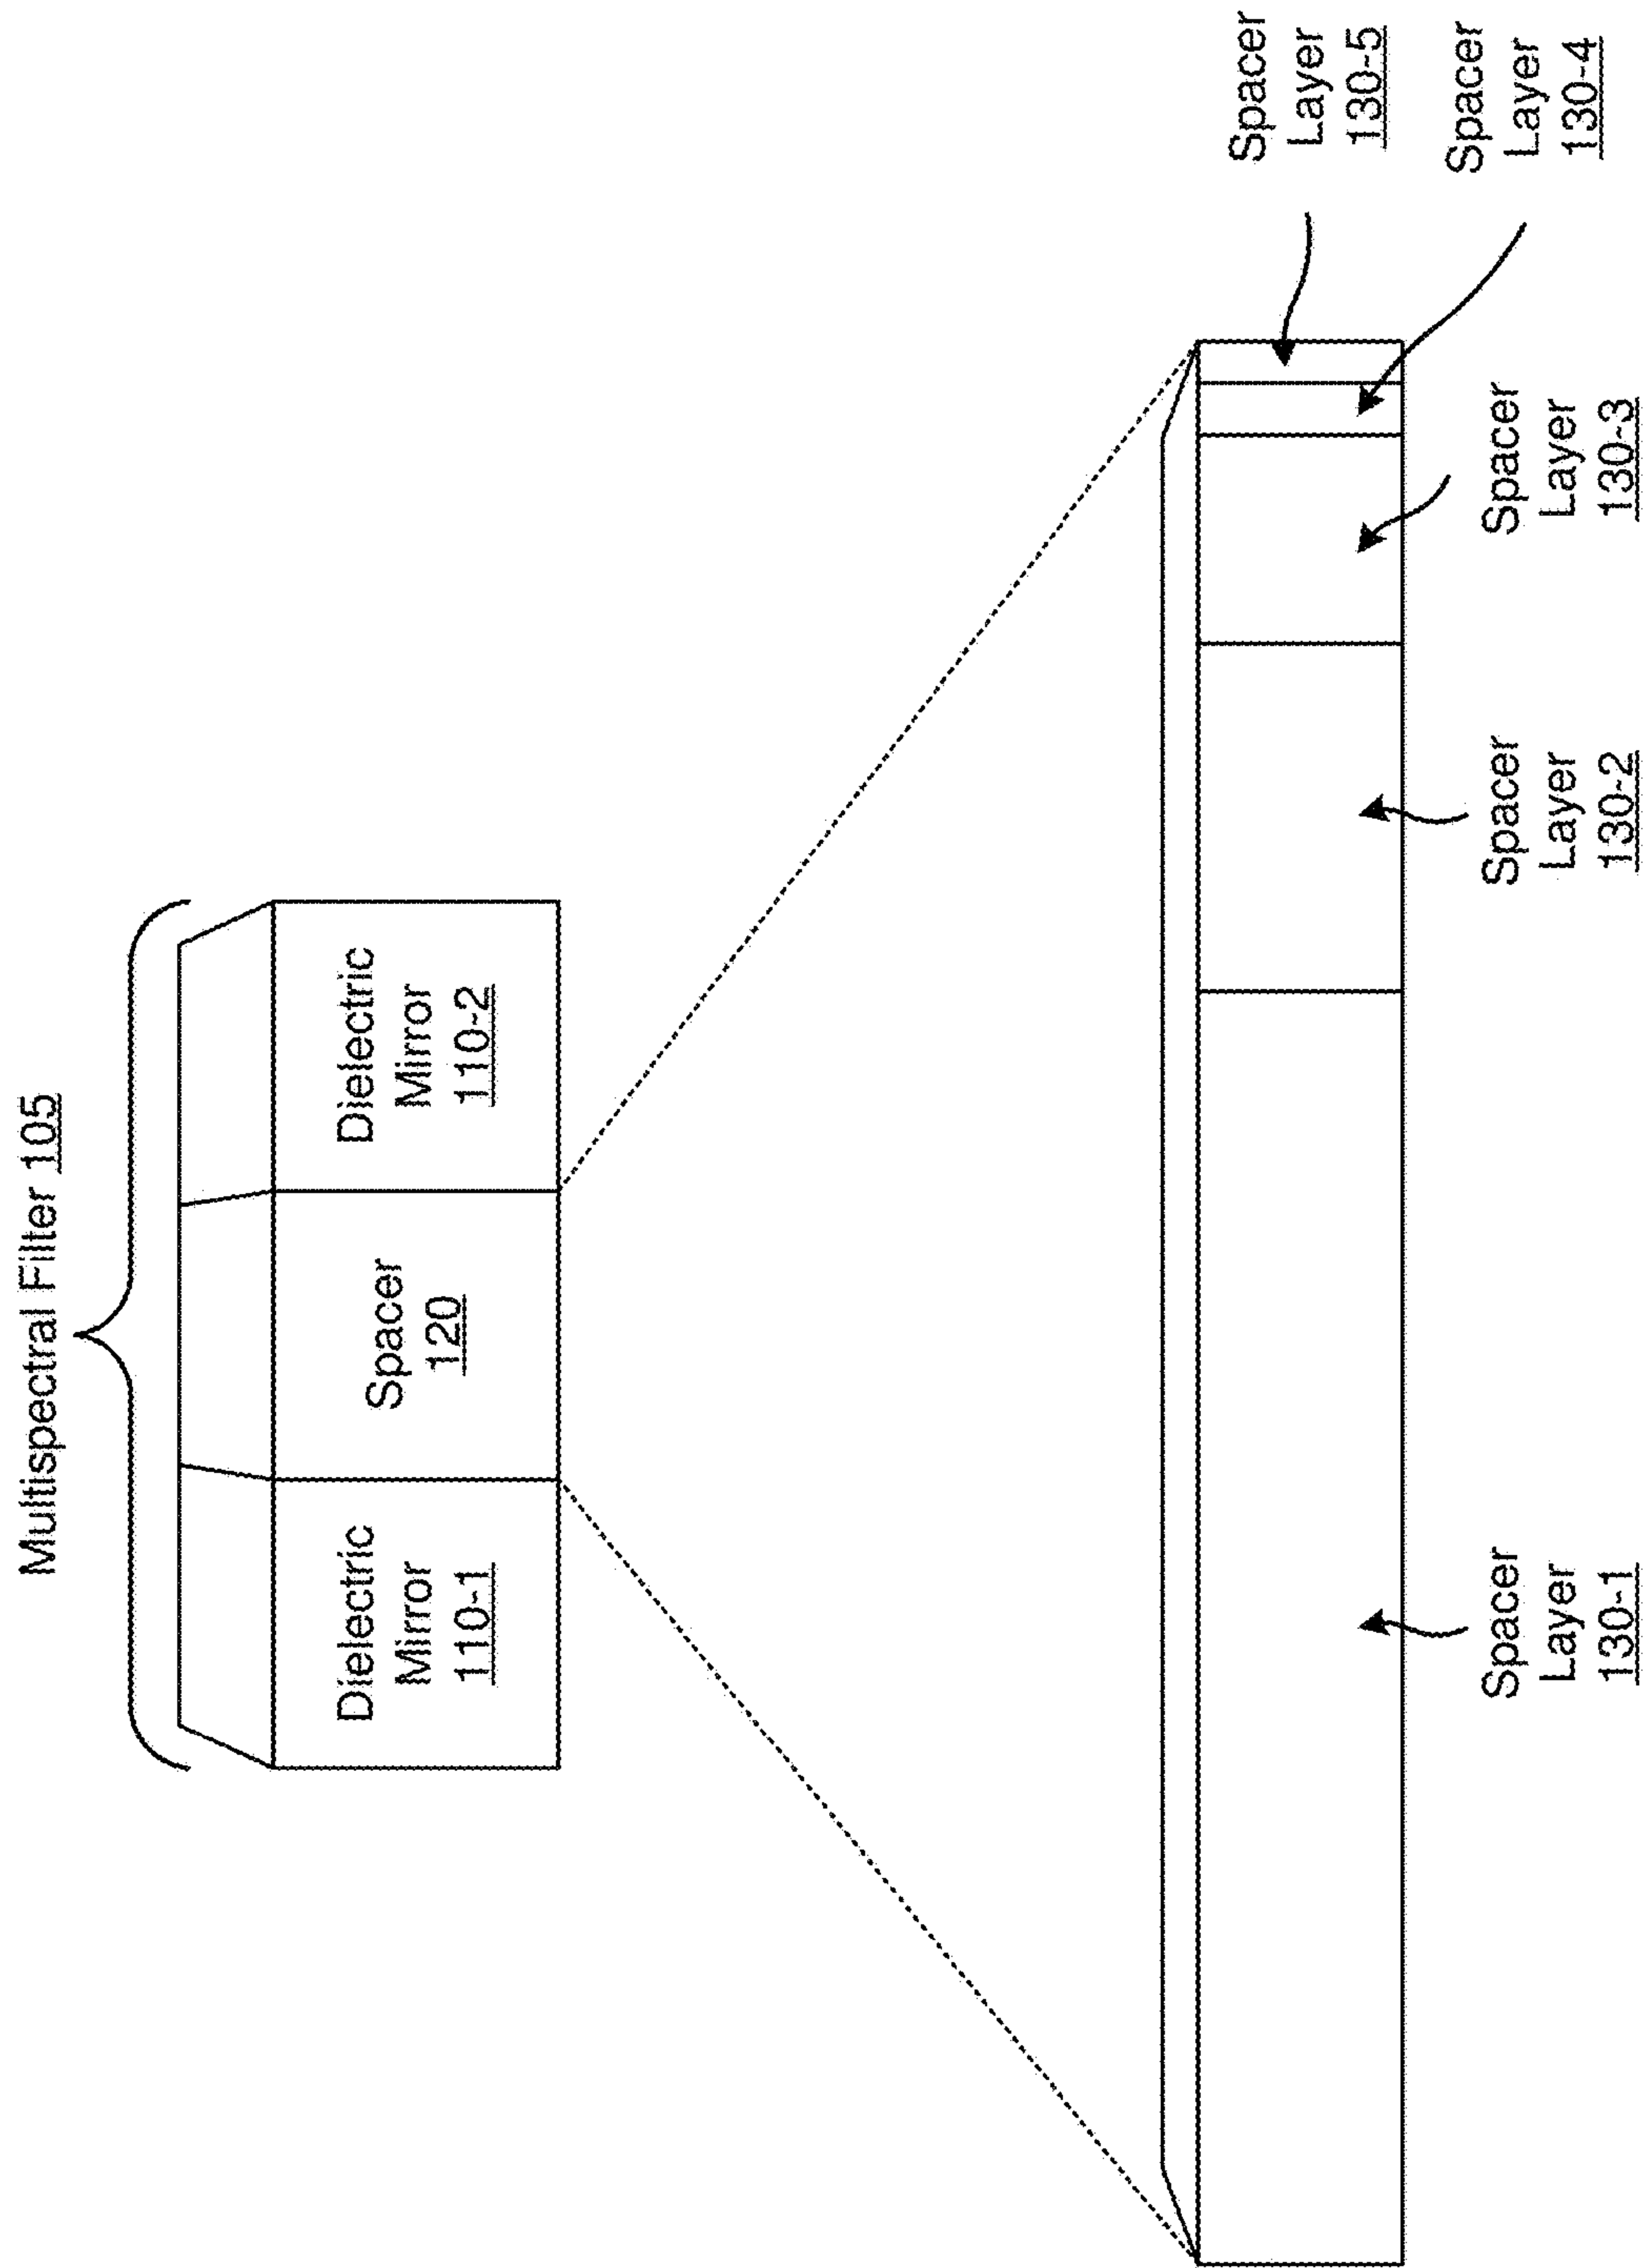 Multispectral Filter 105
Dielectric
Mirror
110-1
Spacer
120
Dielectric
Mirror
110-2
Spacer
Layer
130-1
Spacer
Layer
130-2
Spacer
Layer
130-3
Spacer
Layer
130-4
Spacer
Layer
130-5